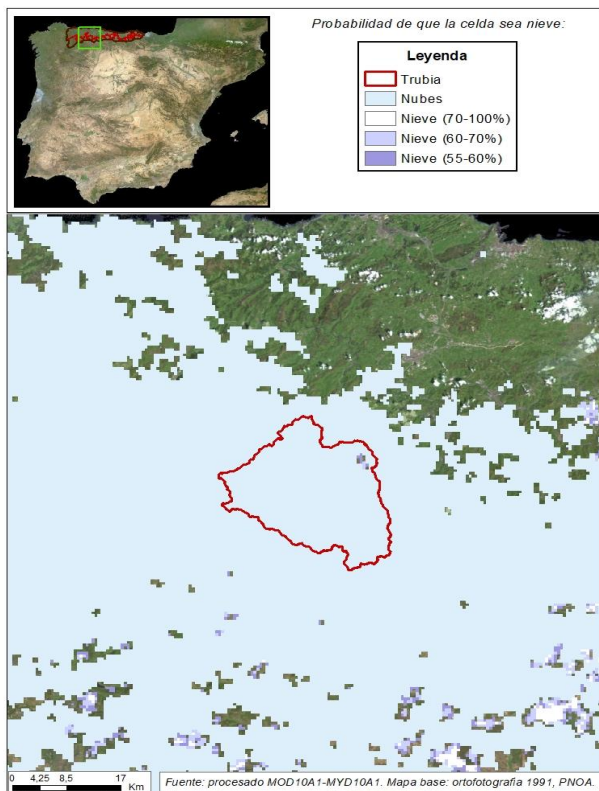 Probabilidad de que la celda sea nieve:
Leyenda
Trubia
Nubes
Nieve (70-100%)
Nieve (60-70%)
Nieve (55-60%)
0 4,25 8,5 17
Km
Fuente: procesado MOD10A1-MYD10A1. Mapa base: ortofotografia 1991, PNOA.